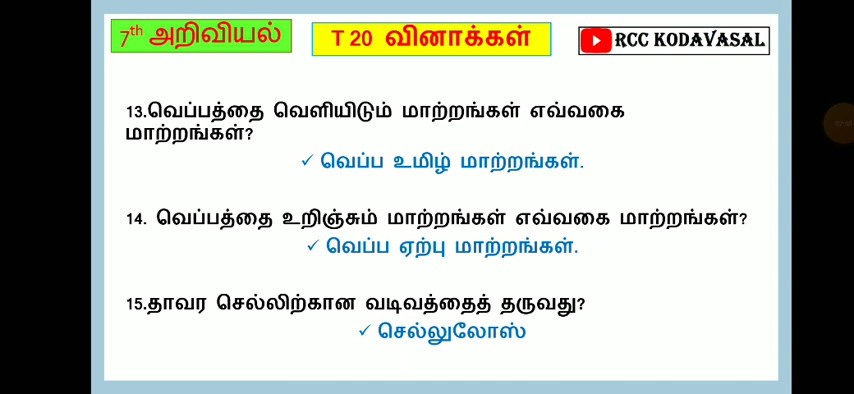 7th அறிவியல்
T 20 வினாக்கள்
RCC KODAVASAL
13.வெப்பத்தை வெளியிடும் மாற்றங்கள் எவ்வகை
மாற்றங்கள்?
✓ வெப்ப உமிழ் மாற்றங்கள்.
14. வெப்பத்தை உறிஞ்சும் மாற்றங்கள் எவ்வகை மாற்றங்கள்?
✓ வெப்ப ஏற்பு மாற்றங்கள்.
15.தாவர செல்லிற்கான வடிவத்தைத் தருவது?
✓ செல்லுலோஸ்